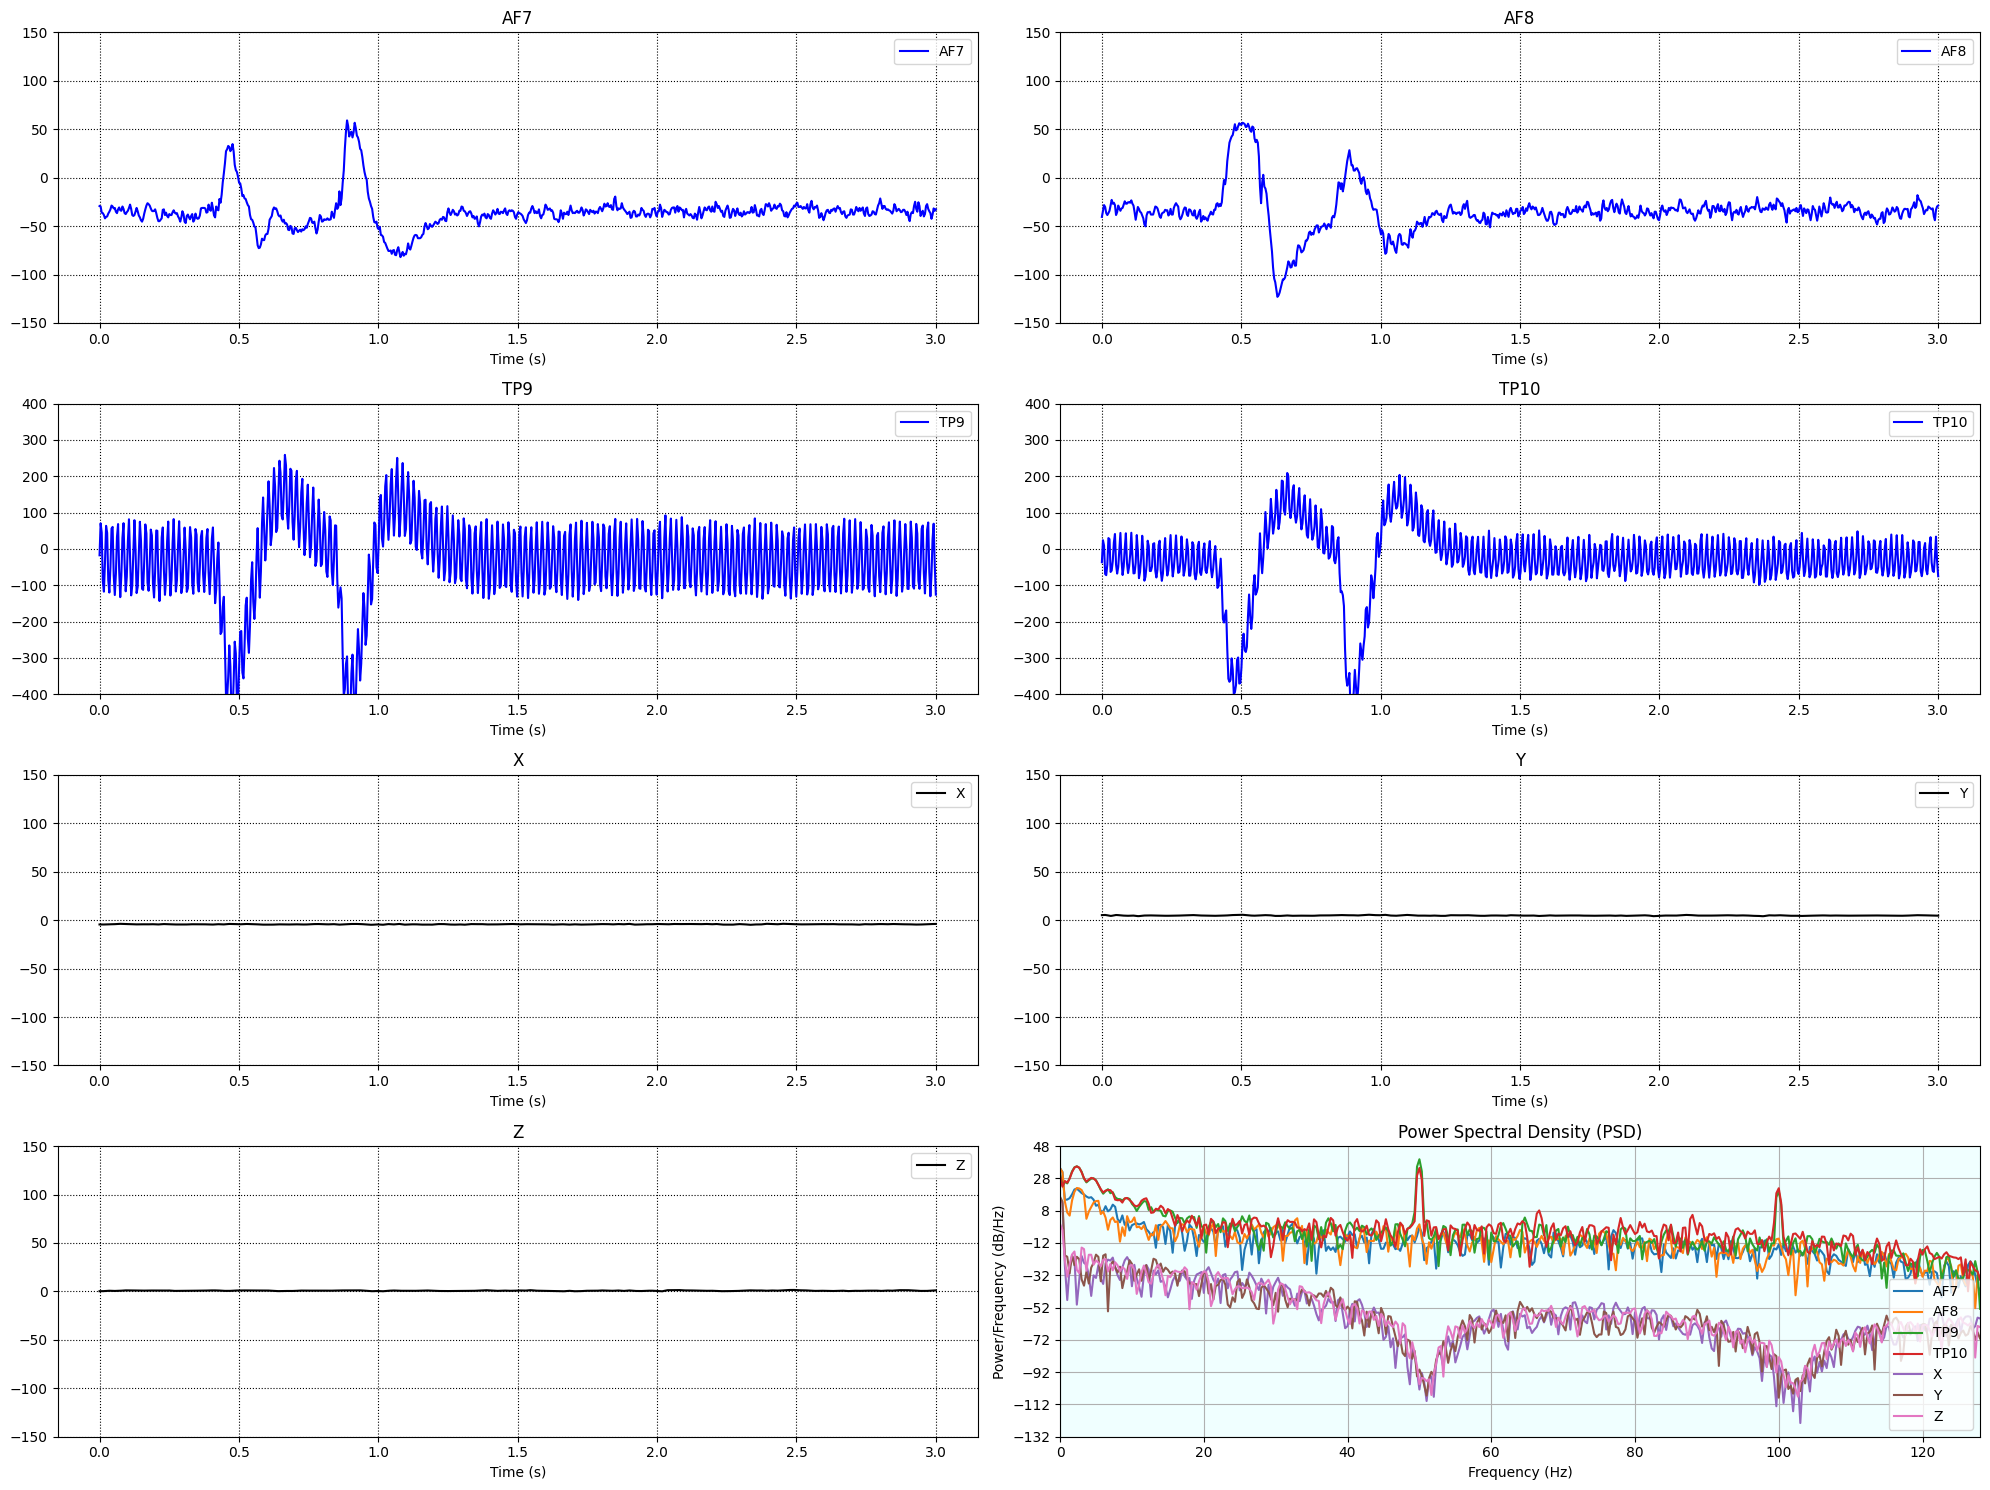 AF7
150
100
50
0
−50
−100
−150
0.0 0.5 1.0 1.5 2.0 2.5 3.0
Time (s)
AF7
AF8
150
100
50
0
−50
−100
−150
0.0 0.5 1.0 1.5 2.0 2.5 3.0
Time (s)
AF8
TP9
400
300
200
100
0
−100
−200
−300
−400
0.0 0.5 1.0 1.5 2.0 2.5 3.0
Time (s)
TP9
TP10
400
300
200
100
0
−100
−200
−300
−400
0.0 0.5 1.0 1.5 2.0 2.5 3.0
Time (s)
TP10
X
150
100
50
0
−50
−100
−150
0.0 0.5 1.0 1.5 2.0 2.5 3.0
Time (s)
X
Y
150
100
50
0
−50
−100
−150
0.0 0.5 1.0 1.5 2.0 2.5 3.0
Time (s)
Y
Z
150
100
50
0
−50
−100
−150
0.0 0.5 1.0 1.5 2.0 2.5 3.0
Time (s)
Z
Power Spectral Density (PSD)
Power/Frequency (dB/Hz)
48
28
8
−12
−32
−52
−72
−92
−112
−132
0 20 40 60 80 100 120
Frequency (Hz)
AF7
AF8
TP9
TP10
X
Y
Z